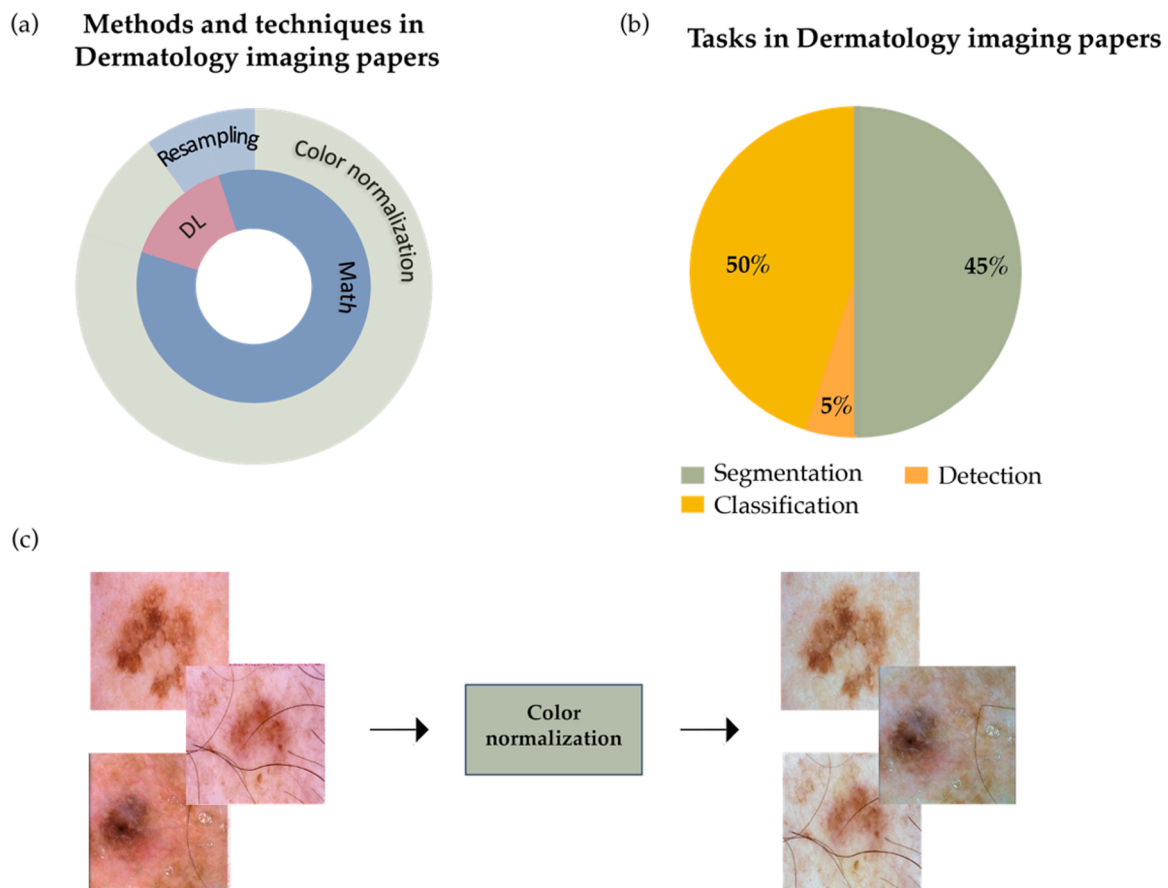 (a)
Methods and techniques in
Dermatology imaging papers
Resampling
Color normalization
DL
Math
(b)
Tasks in Dermatology imaging papers
50%
45%
5%
Segmentation
Detection
Classification
(c)
Color
normalization